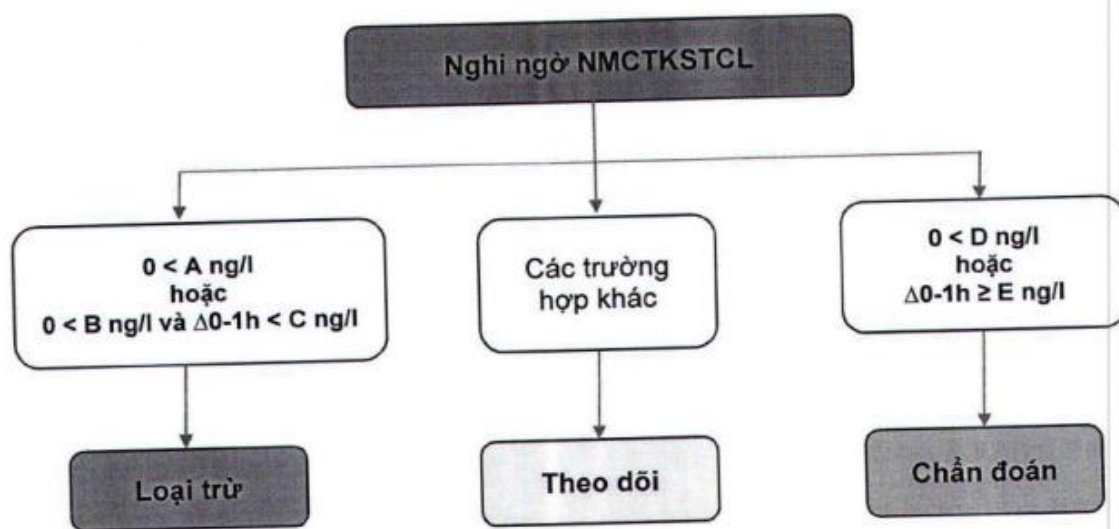 Nghi ngờ NMCTKSTCL
0 < A ng/l
hoặc
0 < B ng/l và Δ0-1h < C ng/l
Các trường
hợp khác
0 < D ng/l
hoặc
Δ0-1h ≥ E ng/l
Loại trừ
Theo dõi
Chẩn đoán